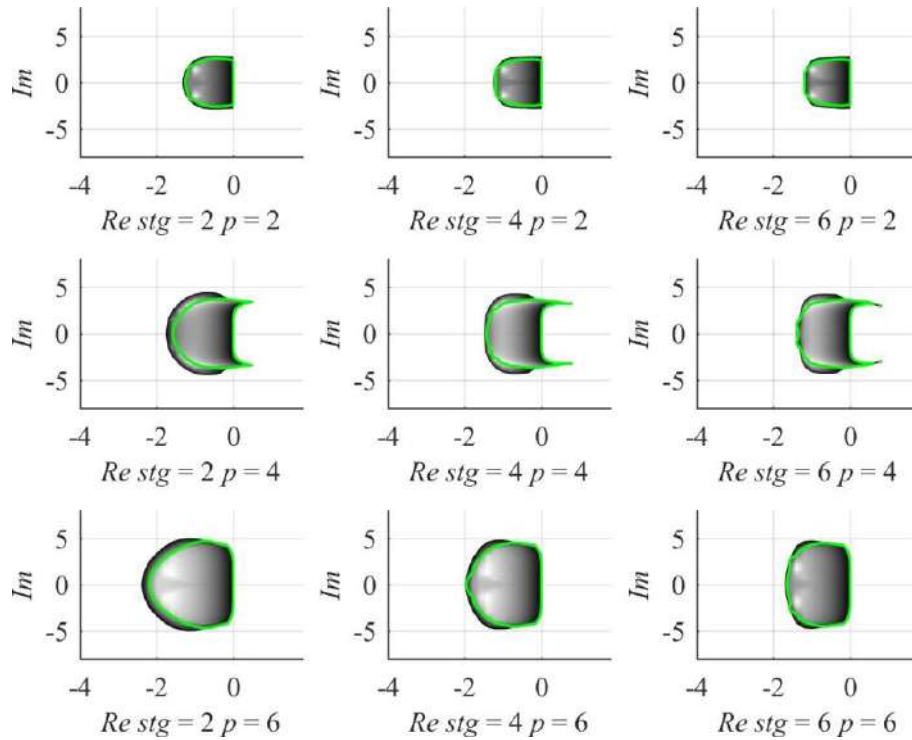 5 5 5
Im 0 Im 0 Im 0
-5 -5 -5
-4 -2 0 -4 -2 0 -4 -2 0
Re stg = 2 p = 2 Re stg = 4 p = 2 Re stg = 6 p = 2
5 5 5
Im 0 Im 0 Im 0
-5 -5 -5
-4 -2 0 -4 -2 0 -4 -2 0
Re stg = 2 p = 4 Re stg = 4 p = 4 Re stg = 6 p = 4
5 5 5
Im 0 Im 0 Im 0
-5 -5 -5
-4 -2 0 -4 -2 0 -4 -2 0
Re stg = 2 p = 6 Re stg = 4 p = 6 Re stg = 6 p = 6